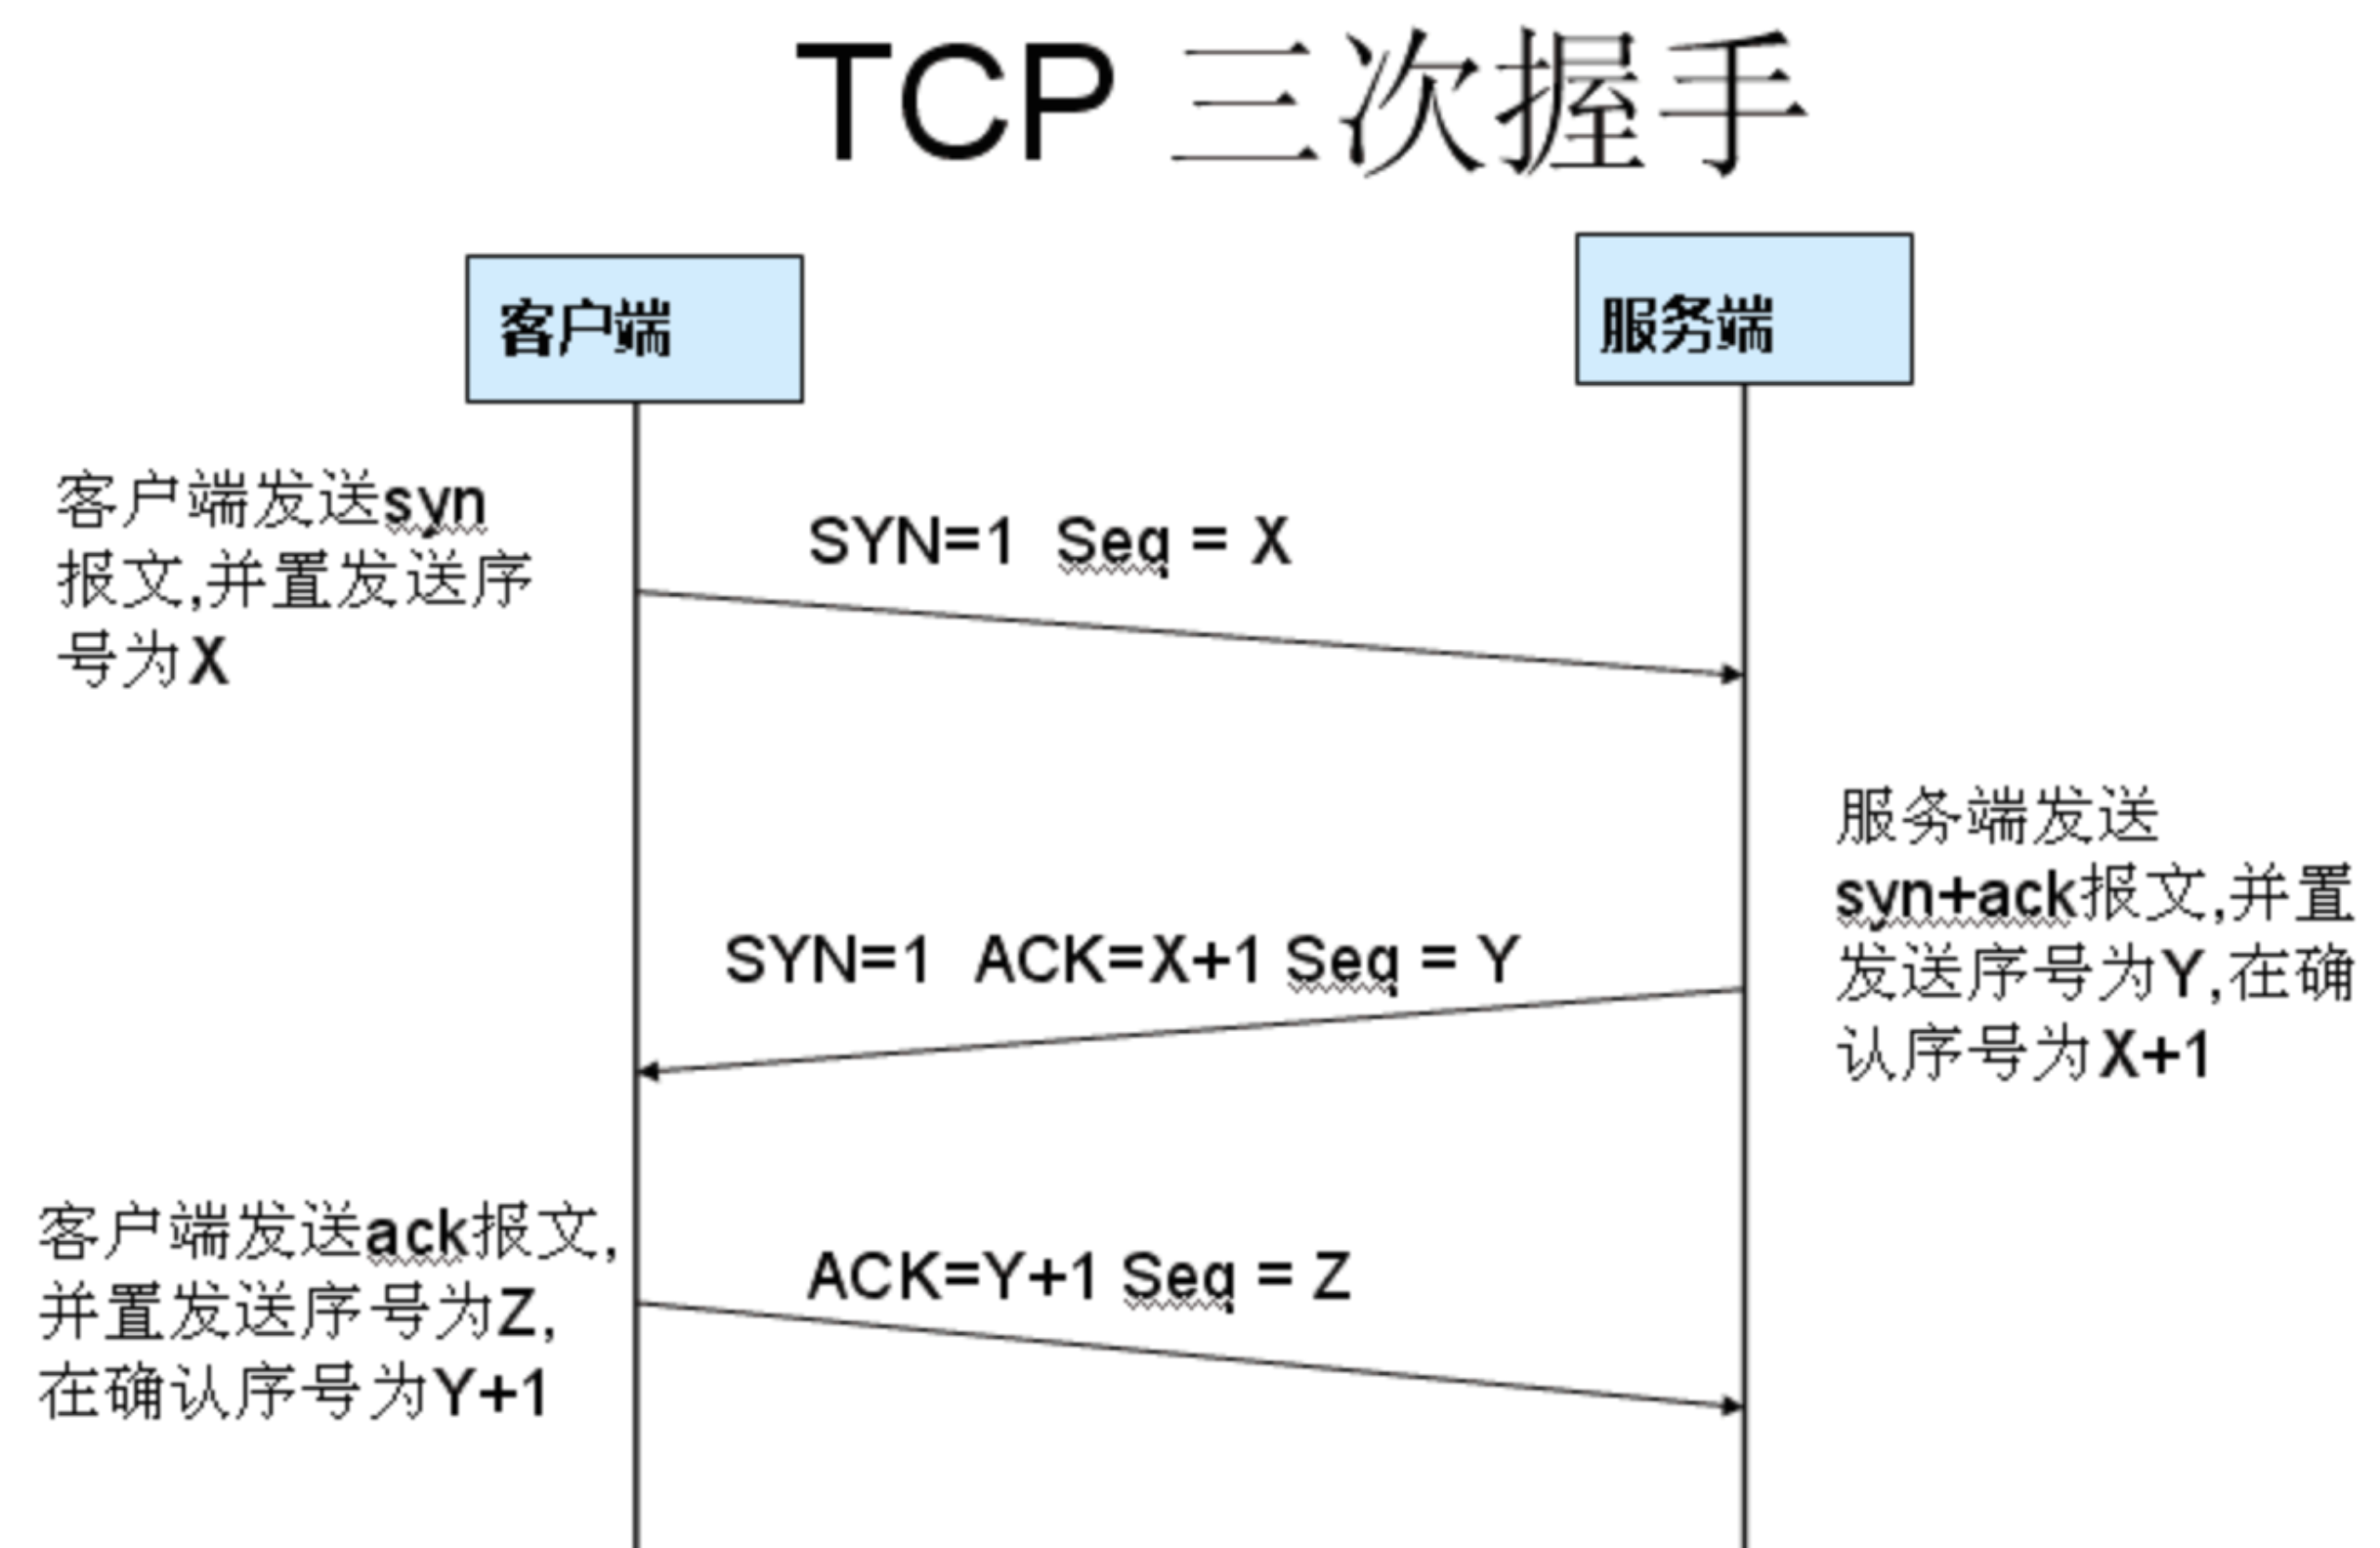 TCP 三次握手
客户端
服务端
客户端发送syn
报文,并置发送序
号为X
SYN=1 Seq = X
服务端发送
syn+ack报文,并置
发送序号为Y,在确
认序号为X+1
SYN=1 ACK=X+1 Seq = Y
客户端发送ack报文,
并置发送序号为Z,
在确认序号为Y+1
ACK=Y+1 Seq = Z